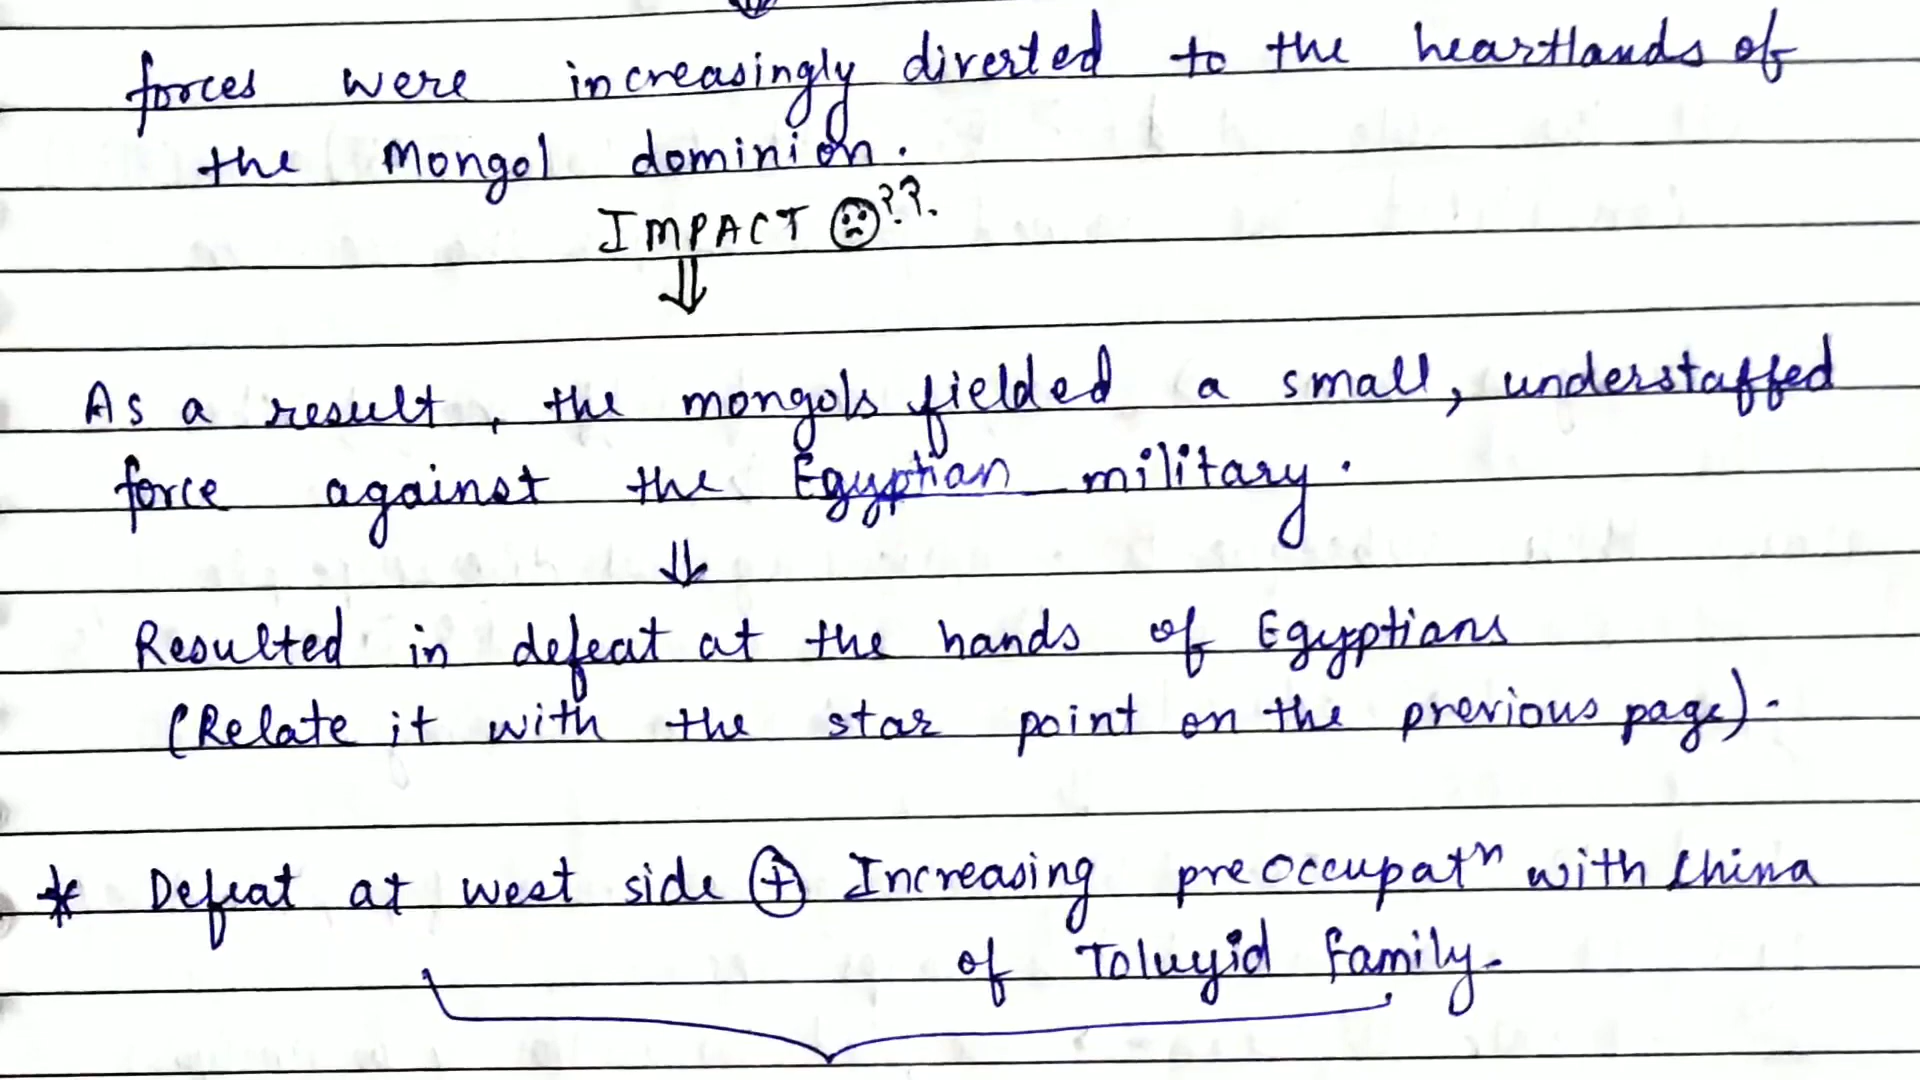 forces were increasingly diverted to the heartlands of
the Mongol dominion.
IMPACT ☹??.
⇓
As a result, the mongols fielded a small, understaffed
force against the Egyptian military.
⇓
Resulted in defeat at the hands of Egyptians
(Relate it with the star point on the previous page).
* Defeat at west side ⊕ Increasing preoccupatⁿ with China
of Toluyid family.